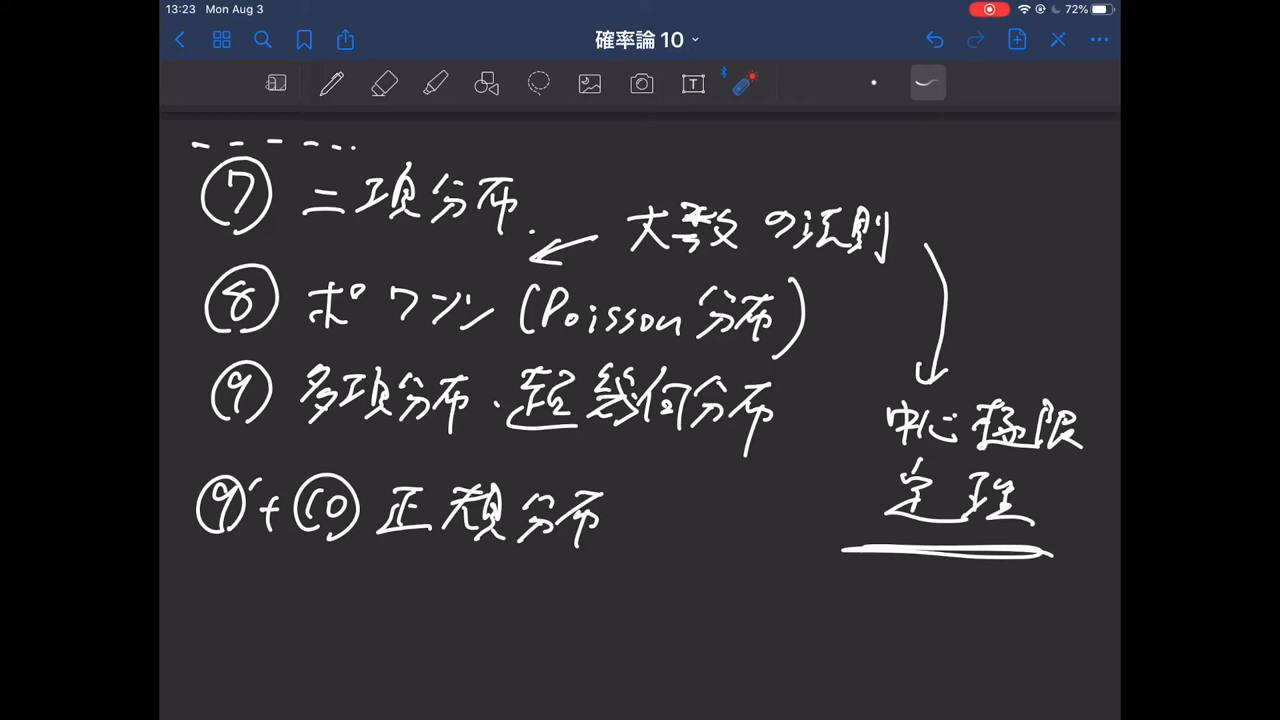 13:23 Mon Aug 3 72%
確率論 10
T
⑦ 二項分布.
大数の法則
⑧ ポワソン (Poisson 分布)
⑨ 多項分布・超幾何分布
中心極限
定理
⑨'+⑩ 正規分布